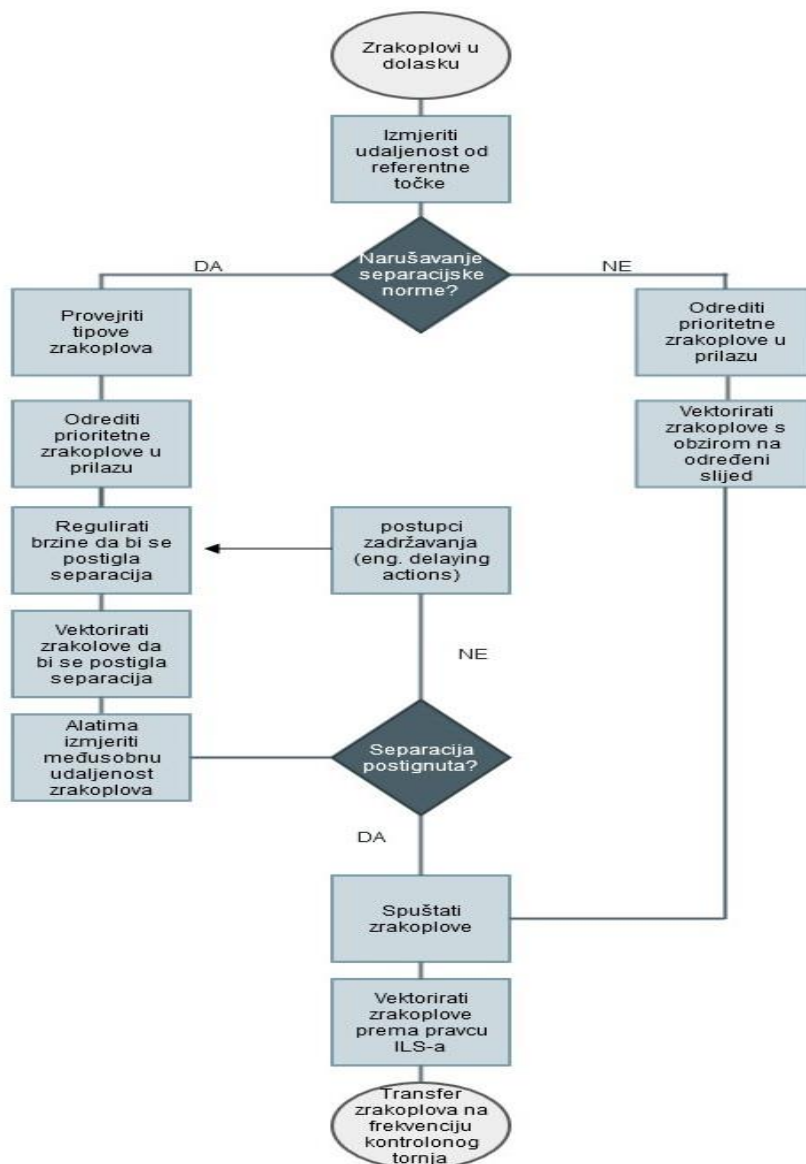 Zrakoplovi u
dolasku
Izmjeriti
udaljenost od
referentne
točke
Narušavanje
separacijske
norme?
DA
NE
Provejriti
tipove
zrakoplova
Odrediti
prioritetne
zrakoplove u
prilazu
Odrediti
prioritetne
zrakoplove u
prilazu
Vektorirati
zrakoplove s
obzirom na
određeni
slijed
Regulirati
brzine da bi se
postigla
separacija
postupci
zadržavanja
(eng. delaying
actions)
Vektorirati
zrakolove da
bi se postigla
separacija
NE
Alatima
izmjeriti
međusobnu
udaljenost
zrakoplova
Separacija
postignuta?
DA
Spuštati
zrakoplove
Vektorirati
zrakoplove
prema pravcu
ILS-a
Transfer
zrakoplova na
frekvenciju
kontrolonog
tornja